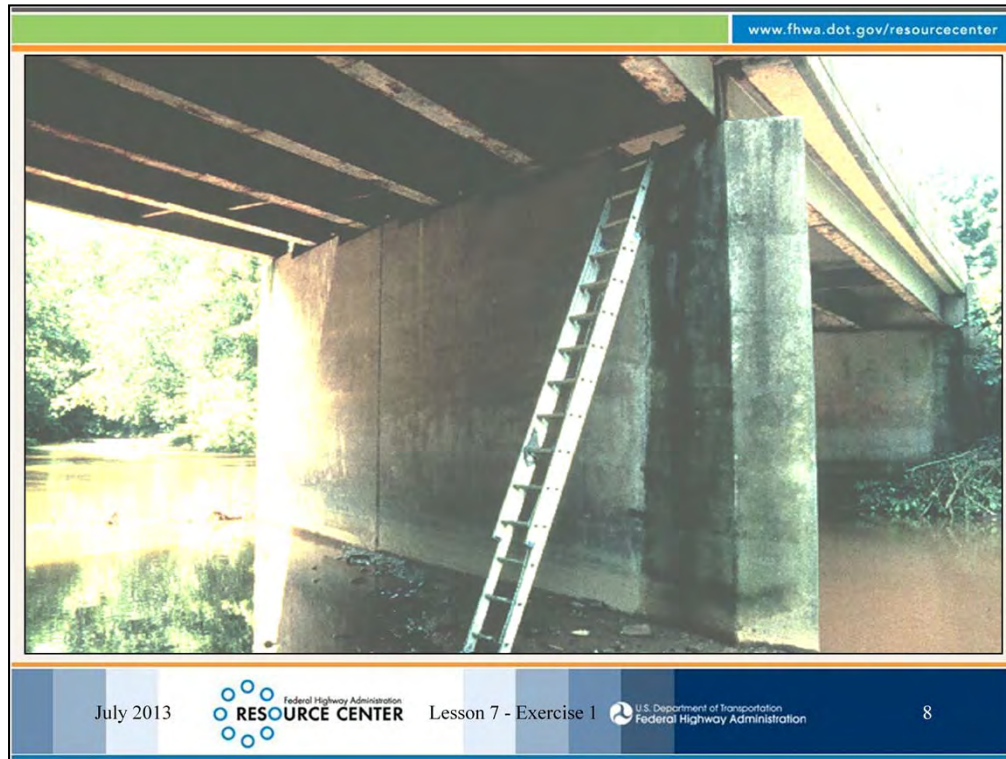 www.fhwa.dot.gov/resourcecenter
July 2013
Federal Highway Administration
RESOURCE CENTER
Lesson 7 - Exercise 1
U.S. Department of Transportation
Federal Highway Administration
8